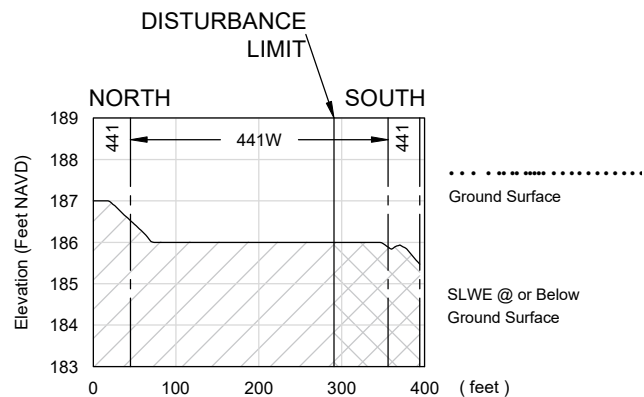 DISTURBANCE
LIMIT
NORTH
SOUTH
441
441W
441
189
188
187
186
185
184
183
Elevation (Feet NAVD)
0
100
200
300
400
( feet )
Ground Surface
SLWE @ or Below
Ground Surface